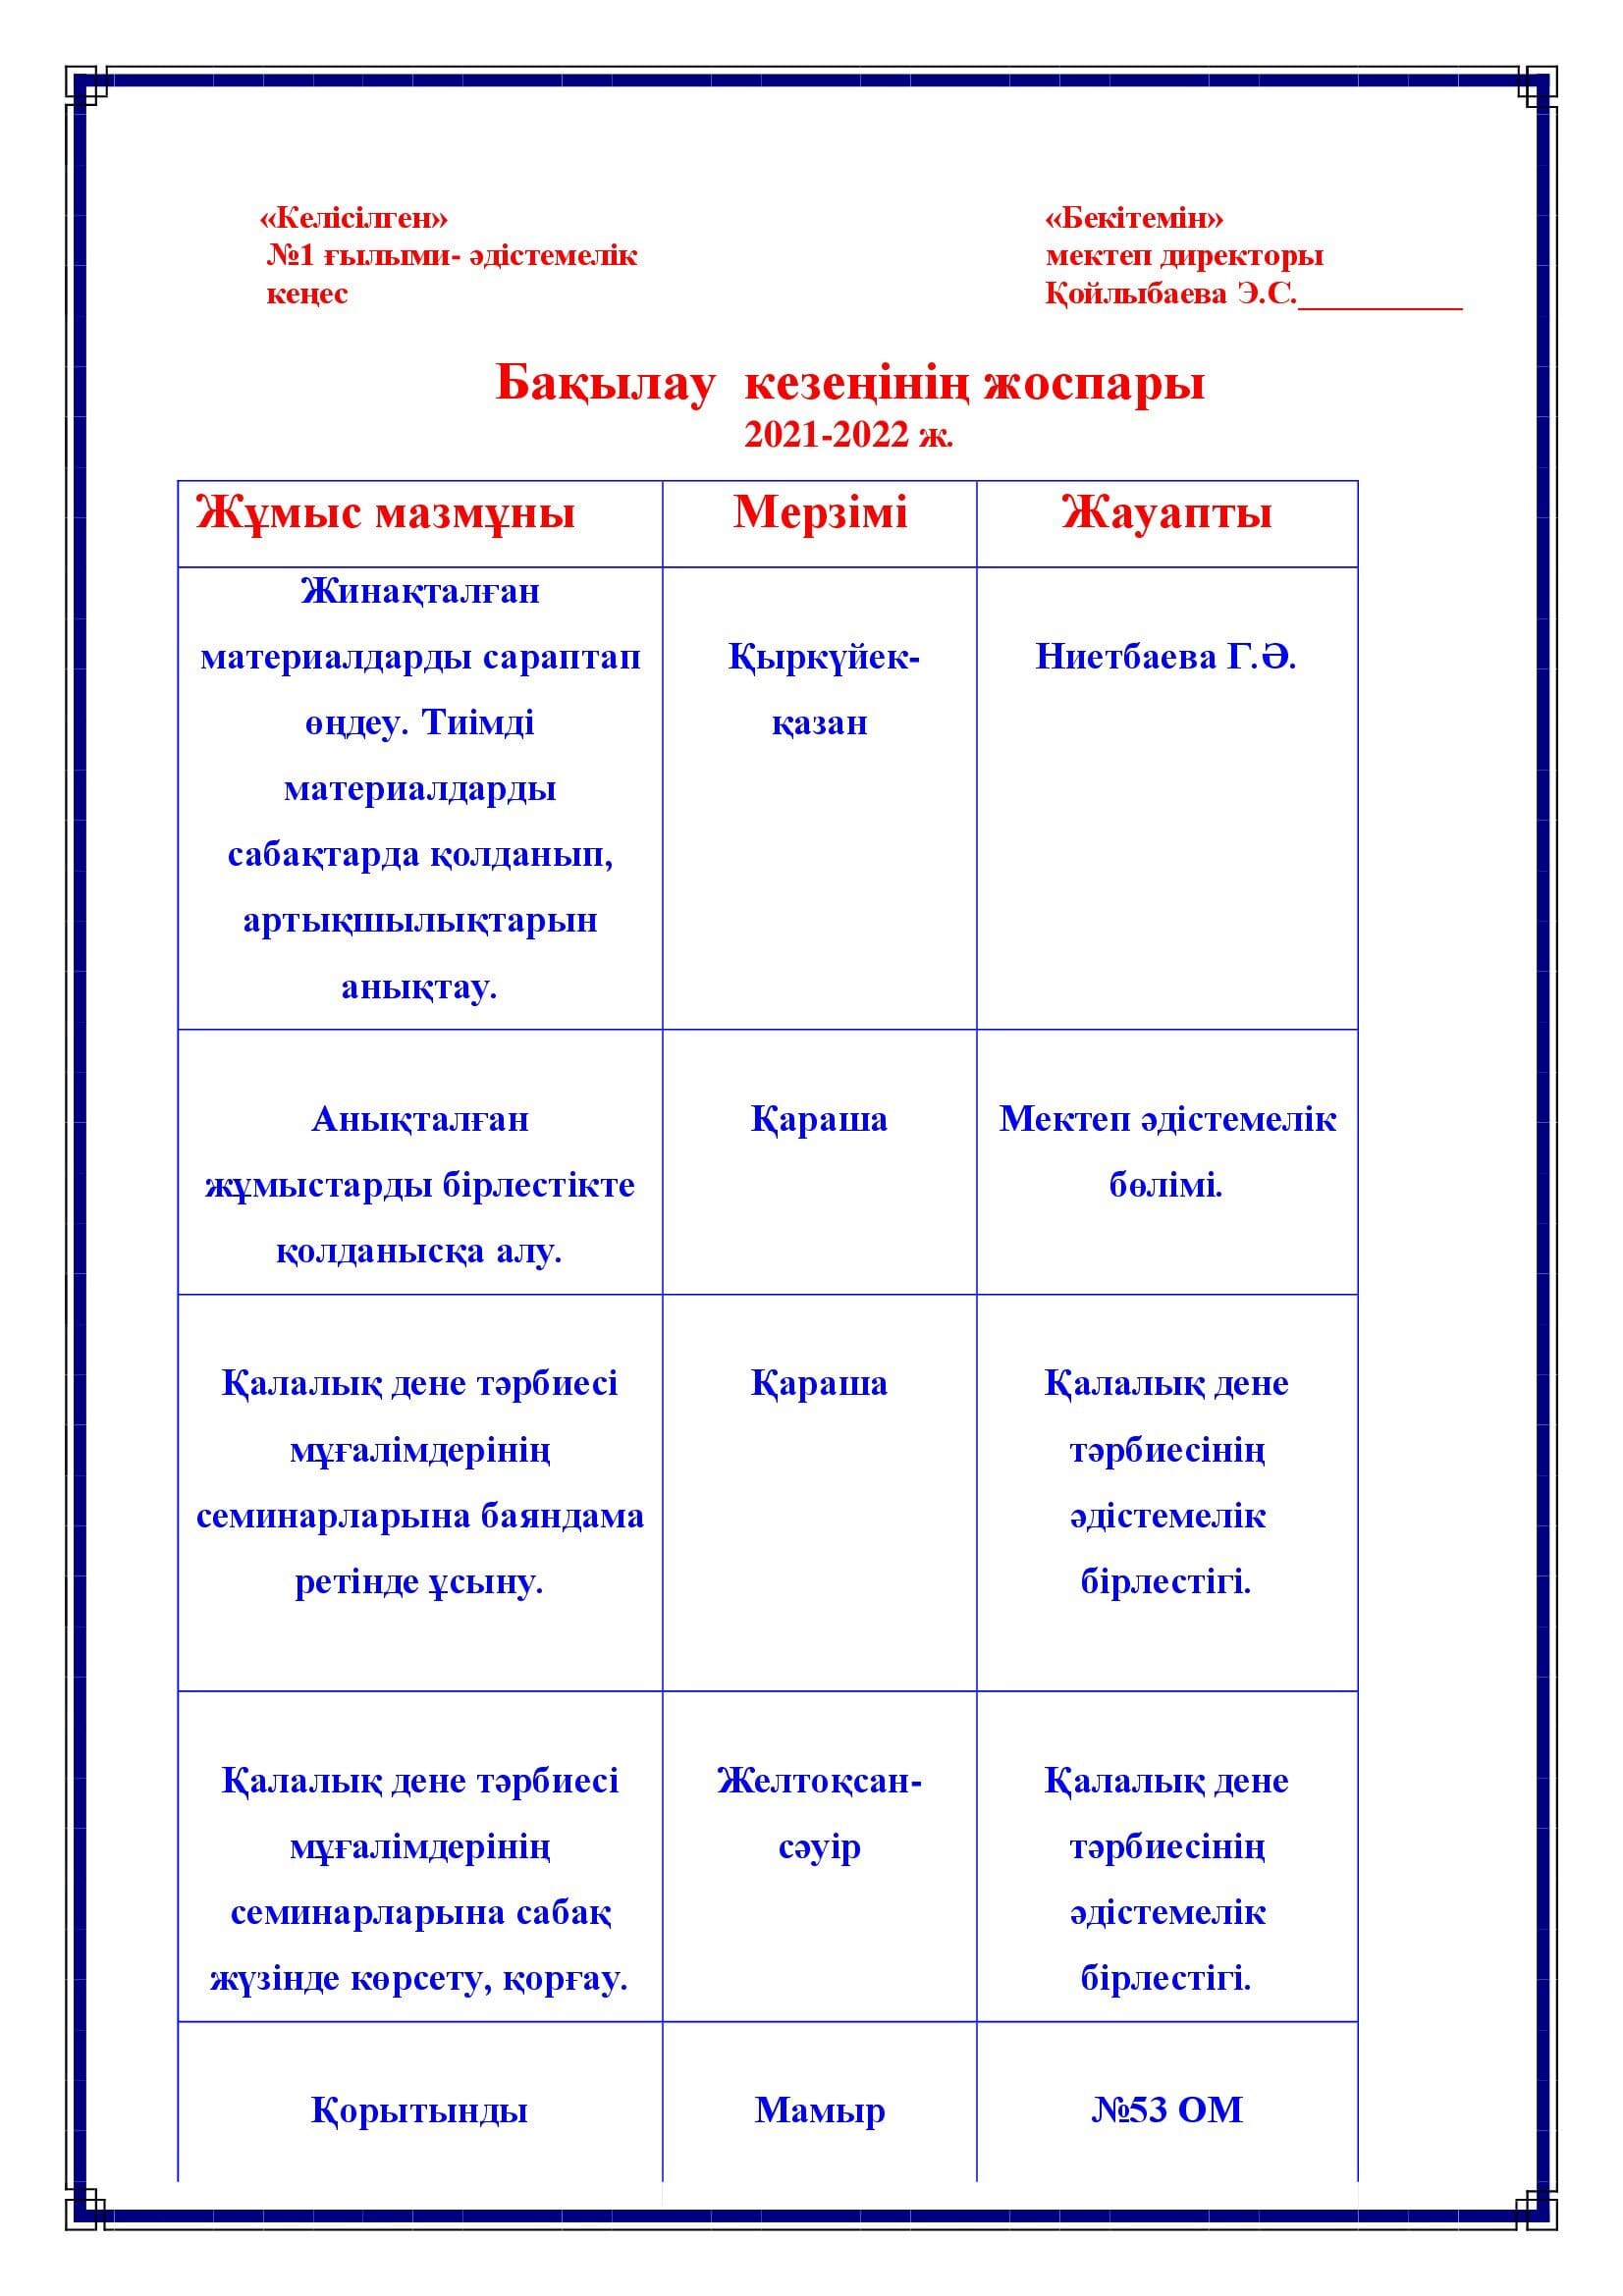 «Келісілген»
№1 ғылыми- әдістемелік
кеңес
«Бекітемін»
мектеп директоры
Қойлыбаева Э.С.__________
Бақылау кезеңінің жоспары
2021-2022 ж.
Жұмыс мазмұны
Мерзімі
Жауапты
Жинақталған
материалдарды сараптап
өңдеу. Тиімді
материалдарды
сабақтарда қолданып,
артықшылықтарын
анықтау.
Қыркүйек-
қазан
Ниетбаева Г.Ә.
Анықталған
жұмыстарды бірлестікте
қолданысқа алу.
Қараша
Мектеп әдістемелік
бөлімі.
Қалалық дене тәрбиесі
мұғалімдерінің
семинарларына баяндама
ретінде ұсыну.
Қараша
Қалалық дене
тәрбиесінің
әдістемелік
бірлестігі.
Қалалық дене тәрбиесі
мұғалімдерінің
семинарларына сабақ
жүзінде көрсету, қорғау.
Желтоқсан-
сәуір
Қалалық дене
тәрбиесінің
әдістемелік
бірлестігі.
Қорытынды
Мамыр
№53 ОМ